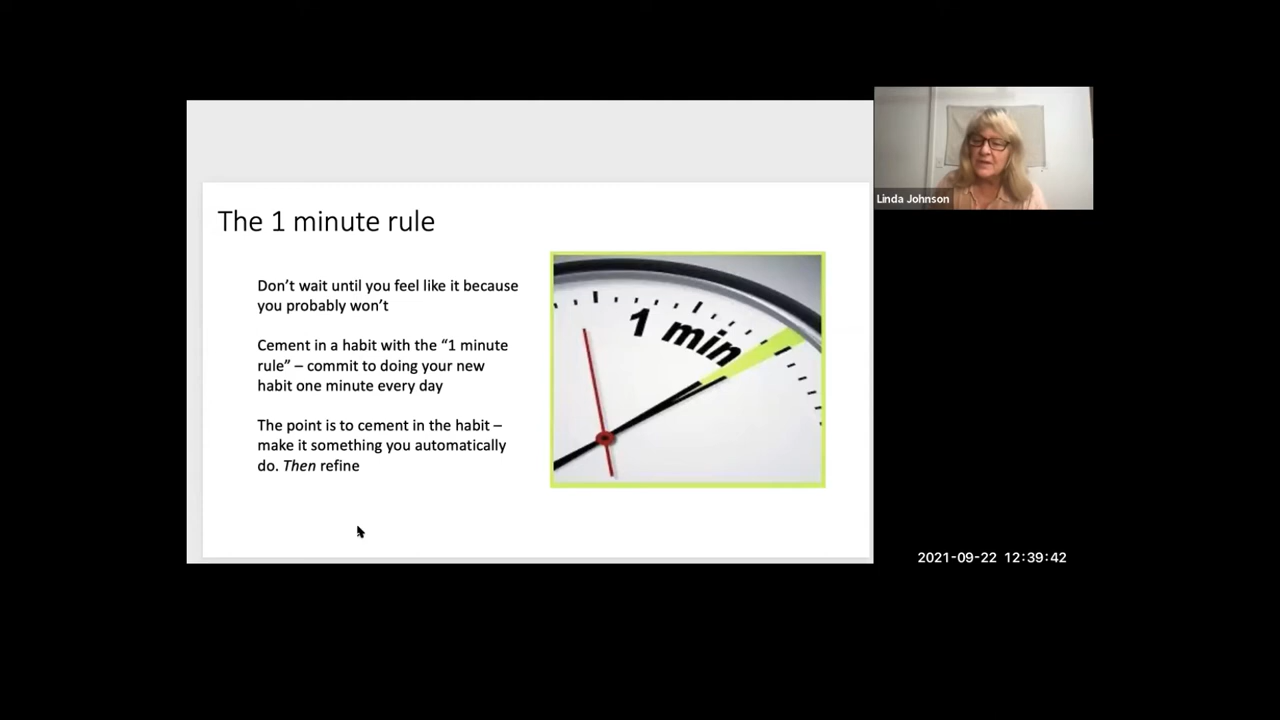 The 1 minute rule
Don’t wait until you feel like it because
you probably won’t
Cement in a habit with the “1 minute
rule” – commit to doing your new
habit one minute every day
The point is to cement in the habit –
make it something you automatically
do. Then refine
1 min
Linda Johnson
2021-09-22 12:39:42